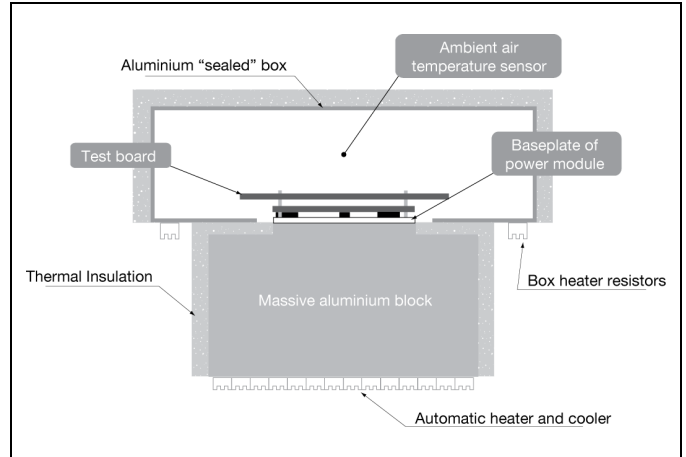 Ambient air
temperature sensor
Aluminium “sealed” box
Test board
Baseplate of
power module
Thermal Insulation
Box heater resistors
Massive aluminium block
Automatic heater and cooler